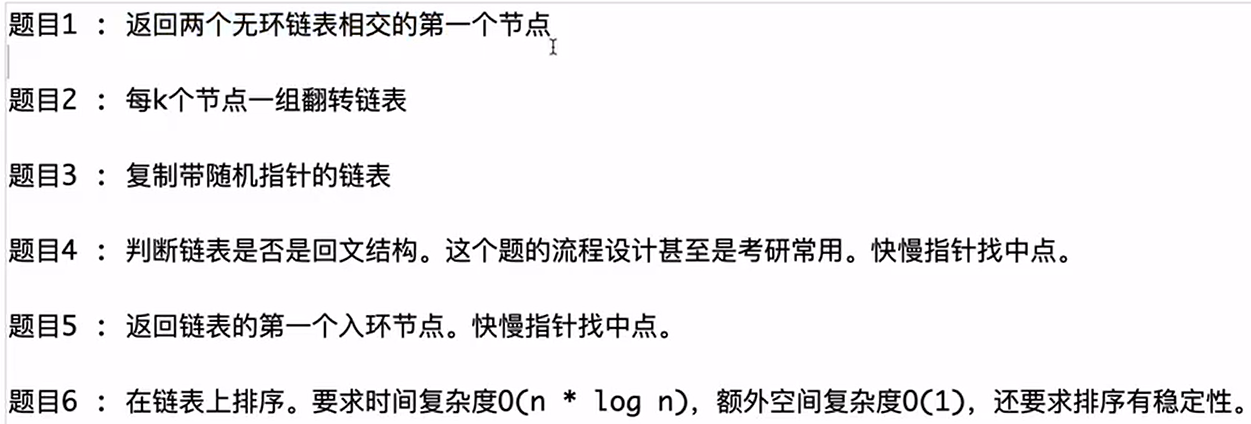 题目1 : 返回两个无环链表相交的第一个节点
题目2 : 每k个节点一组翻转链表
题目3 : 复制带随机指针的链表
题目4 : 判断链表是否是回文结构。这个题的流程设计甚至是考研常用。快慢指针找中点。
题目5 : 返回链表的第一个入环节点。快慢指针找中点。
题目6 : 在链表上排序。要求时间复杂度O(n * log n)，额外空间复杂度O(1)，还要求排序有稳定性。